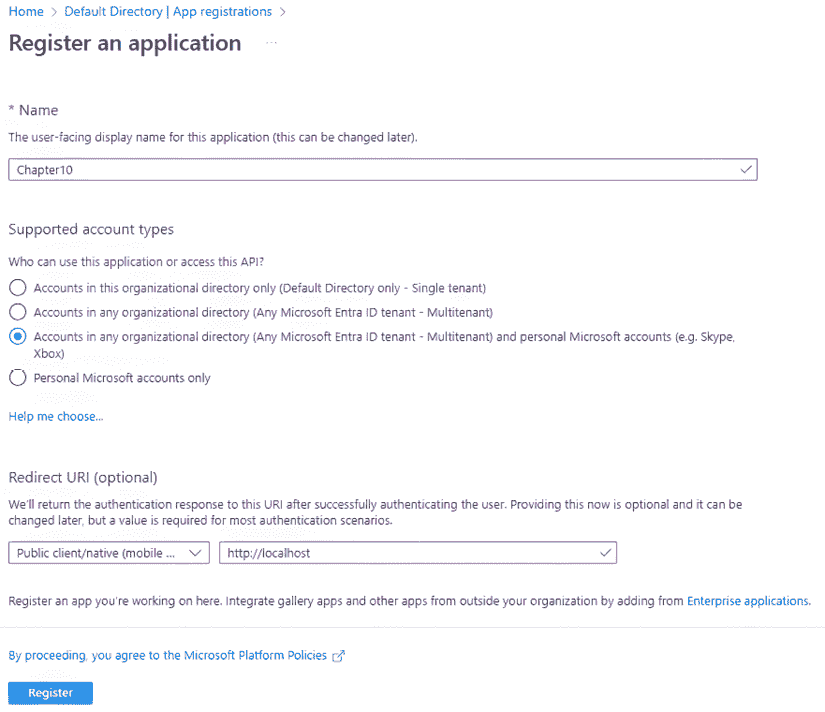 Home > Default Directory | App registrations >
Register an application ...
* Name
The user-facing display name for this application (this can be changed later).
Chapter10
Supported account types
Who can use this application or access this API?
Accounts in this organizational directory only (Default Directory only - Single tenant)
Accounts in any organizational directory (Any Microsoft Entra ID tenant - Multitenant)
Accounts in any organizational directory (Any Microsoft Entra ID tenant - Multitenant) and personal Microsoft accounts (e.g. Skype,
Xbox)
Personal Microsoft accounts only
Help me choose...
Redirect URI (optional)
We'll return the authentication response to this URI after successfully authenticating the user. Providing this now is optional and it can be
changed later, but a value is required for most authentication scenarios.
Public client/native (mobile ... http://localhost
Register an app you're working on here. Integrate gallery apps and other apps from outside your organization by adding from Enterprise applications.
By proceeding, you agree to the Microsoft Platform Policies
Register